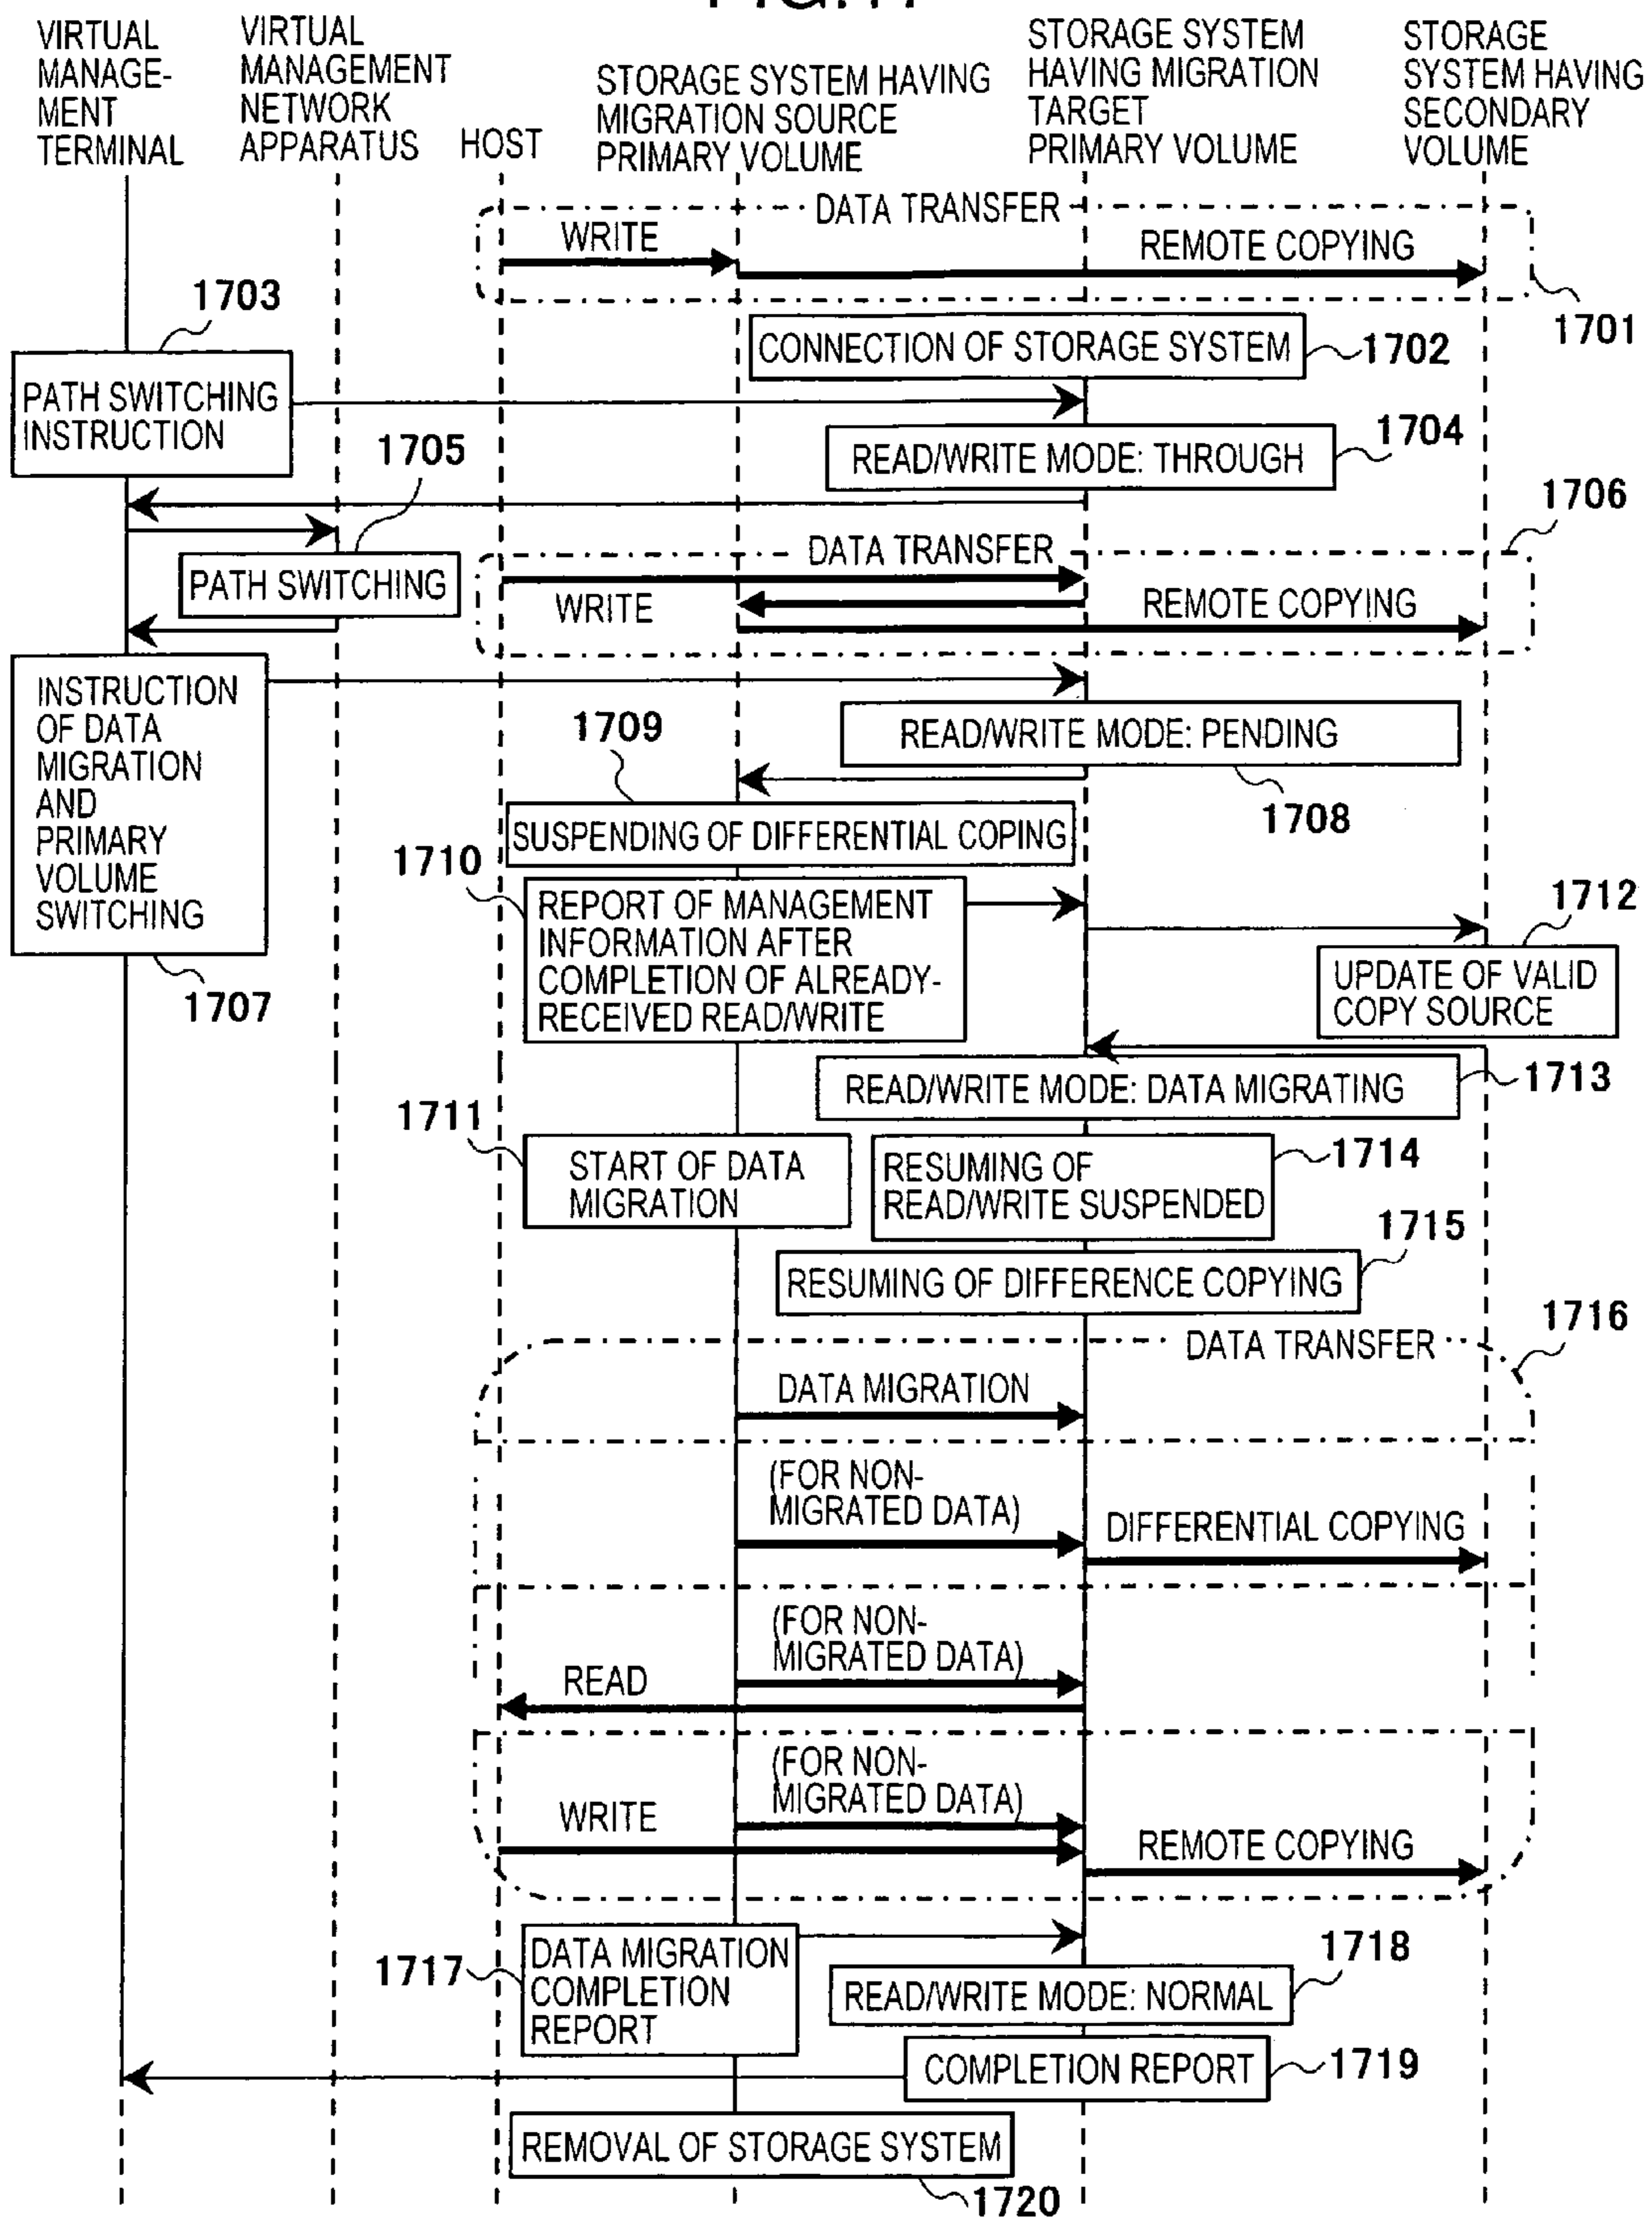 VIRTUAL
MANAGE-
MENT
TERMINAL
VIRTUAL
MANAGEMENT
NETWORK
APPARATUS
HOST
STORAGE SYSTEM HAVING
MIGRATION SOURCE
PRIMARY VOLUME
STORAGE SYSTEM
HAVING MIGRATION
TARGET
PRIMARY VOLUME
STORAGE
SYSTEM HAVING
SECONDARY
VOLUME
DATA TRANSFER
WRITE
REMOTE COPYING
1701
1703
CONNECTION OF STORAGE SYSTEM
1702
PATH SWITCHING
INSTRUCTION
1705
READ/WRITE MODE: THROUGH
1704
1706
PATH SWITCHING
DATA TRANSFER
WRITE
REMOTE COPYING
INSTRUCTION
OF DATA
MIGRATION
AND
PRIMARY
VOLUME
SWITCHING
1707
1709
READ/WRITE MODE: PENDING
1708
SUSPENDING OF DIFFERENTIAL COPING
1710
REPORT OF MANAGEMENT
INFORMATION AFTER
COMPLETION OF ALREADY-
RECEIVED READ/WRITE
1712
UPDATE OF VALID
COPY SOURCE
READ/WRITE MODE: DATA MIGRATING
1713
1711
START OF DATA
MIGRATION
RESUMING OF
READ/WRITE SUSPENDED
1714
1715
RESUMING OF DIFFERENCE COPYING
1716
DATA TRANSFER
DATA MIGRATION
(FOR NON-
MIGRATED DATA)
DIFFERENTIAL COPYING
(FOR NON-
MIGRATED DATA)
READ
(FOR NON-
MIGRATED DATA)
WRITE
REMOTE COPYING
1717
DATA MIGRATION
COMPLETION
REPORT
1718
READ/WRITE MODE: NORMAL
COMPLETION REPORT
1719
REMOVAL OF STORAGE SYSTEM
1720